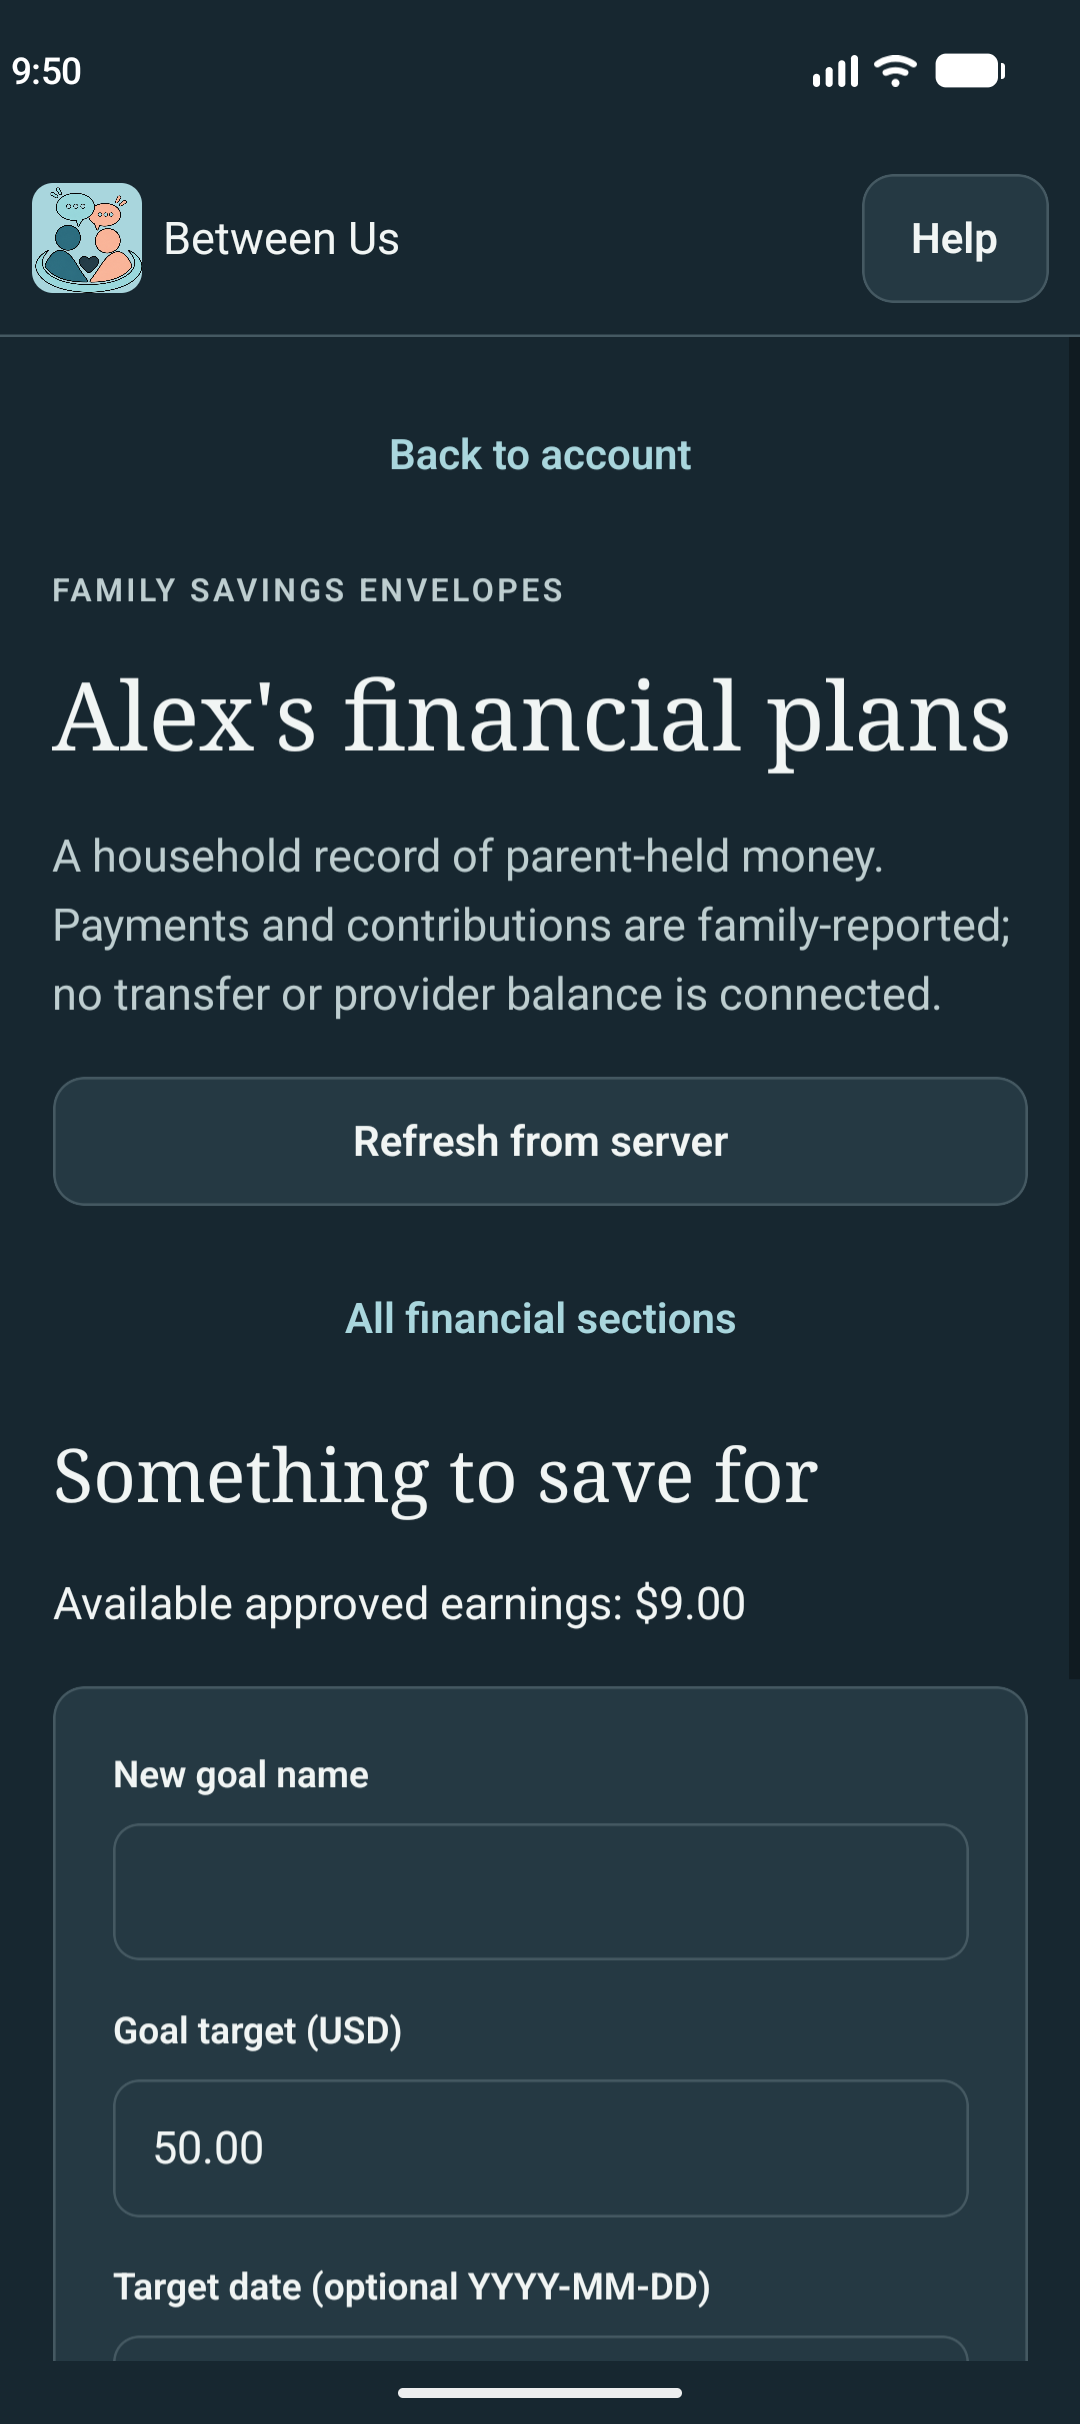 9:50
Between Us
Help
Back to account
FAMILY SAVINGS ENVELOPES
Alex's financial plans
A household record of parent-held money.
Payments and contributions are family-reported;
no transfer or provider balance is connected.
Refresh from server
All financial sections
Something to save for
Available approved earnings: $9.00
New goal name
Goal target (USD)
50.00
Target date (optional YYYY-MM-DD)